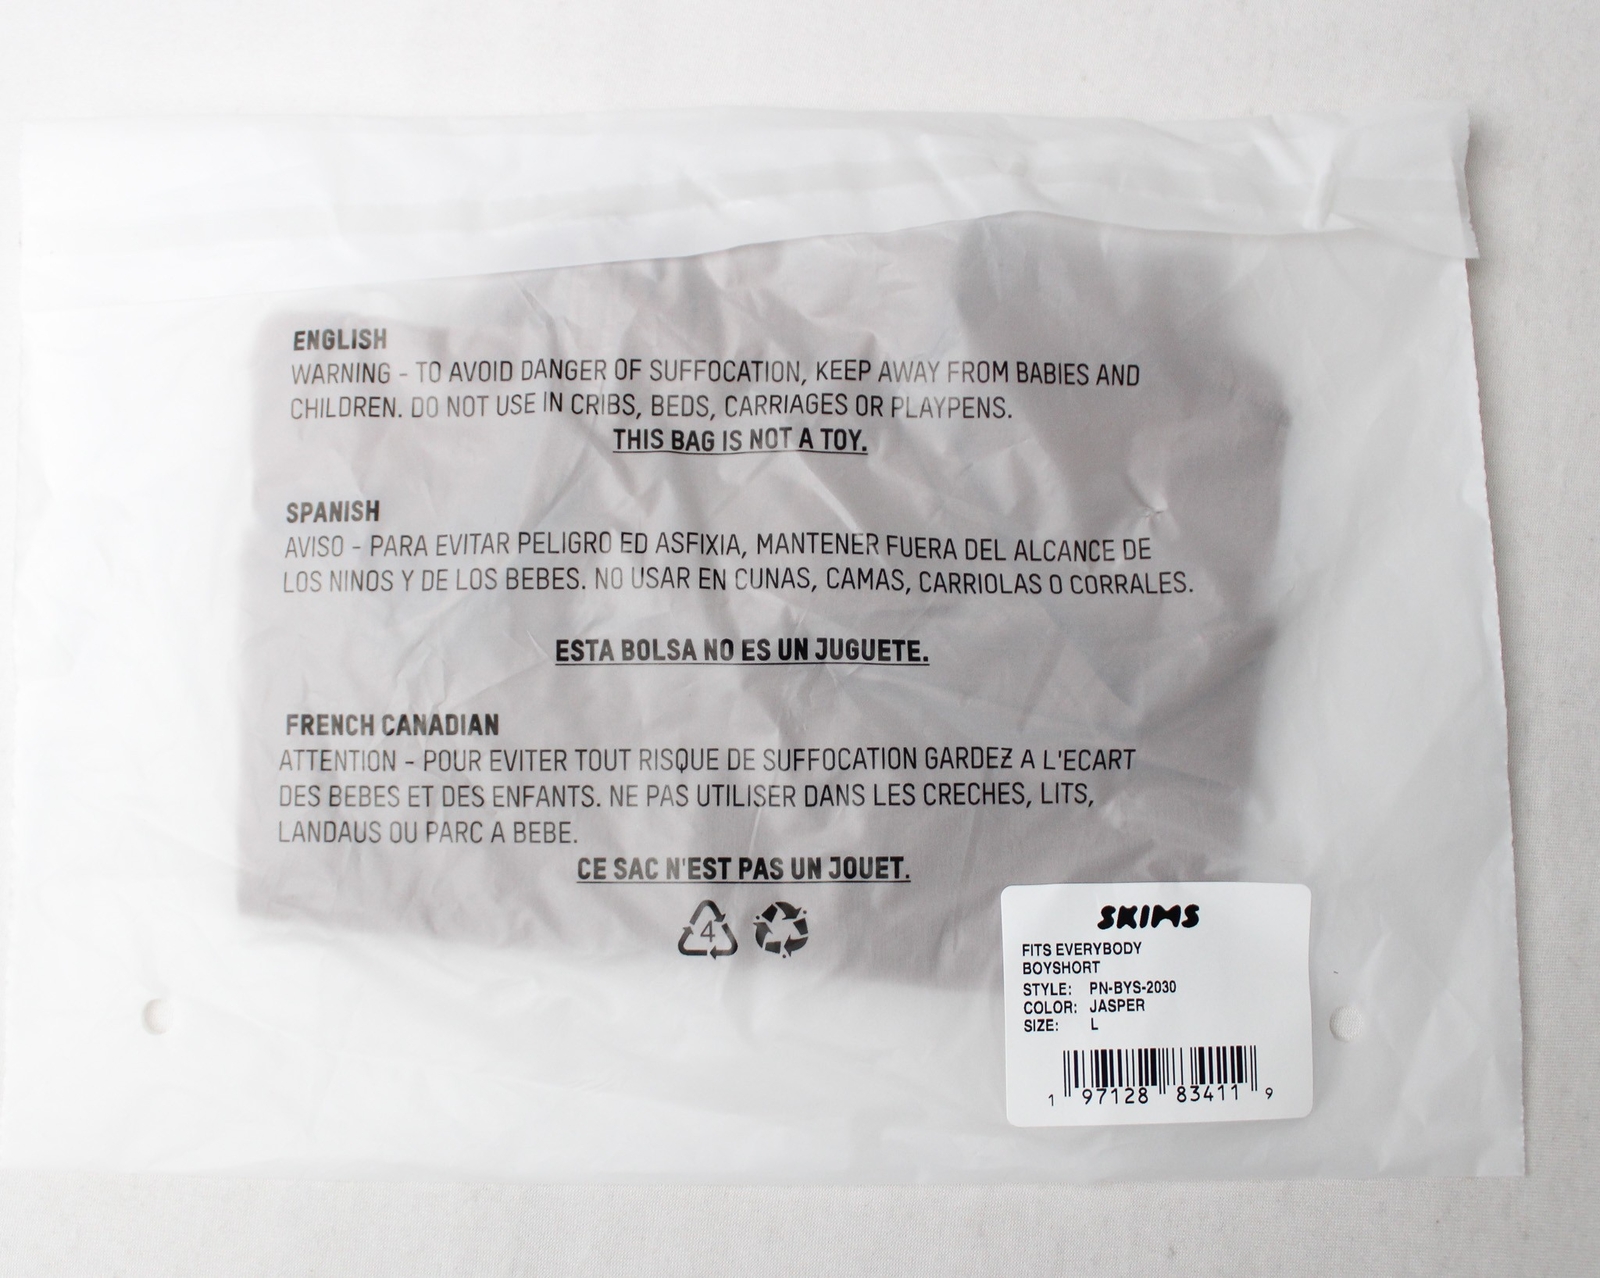 ENGLISH
WARNING - TO AVOID DANGER OF SUFFOCATION, KEEP AWAY FROM BABIES AND
CHILDREN. DO NOT USE IN CRIBS, BEDS, CARRIAGES OR PLAYPENS.
THIS BAG IS NOT A TOY.
SPANISH
AVISO - PARA EVITAR PELIGRO ED ASFIXIA, MANTENER FUERA DEL ALCANCE DE
LOS NINOS Y DE LOS BEBES. NO USAR EN CUNAS, CAMAS, CARRIOLAS O CORRALES.
ESTA BOLSA NO ES UN JUGUETE.
FRENCH CANADIAN
ATTENTION - POUR EVITER TOUT RISQUE DE SUFFOCATION GARDEZ A L'ECART
DES BEBES ET DES ENFANTS. NE PAS UTILISER DANS LES CRECHES, LITS,
LANDAUS OU PARC A BEBE.
CE SAC N'EST PAS UN JOUET.
4
SKIMS
FITS EVERYBODY
BOYSHORT
STYLE: PN-BYS-2030
COLOR: JASPER
SIZE: L
1 97128 83411 9